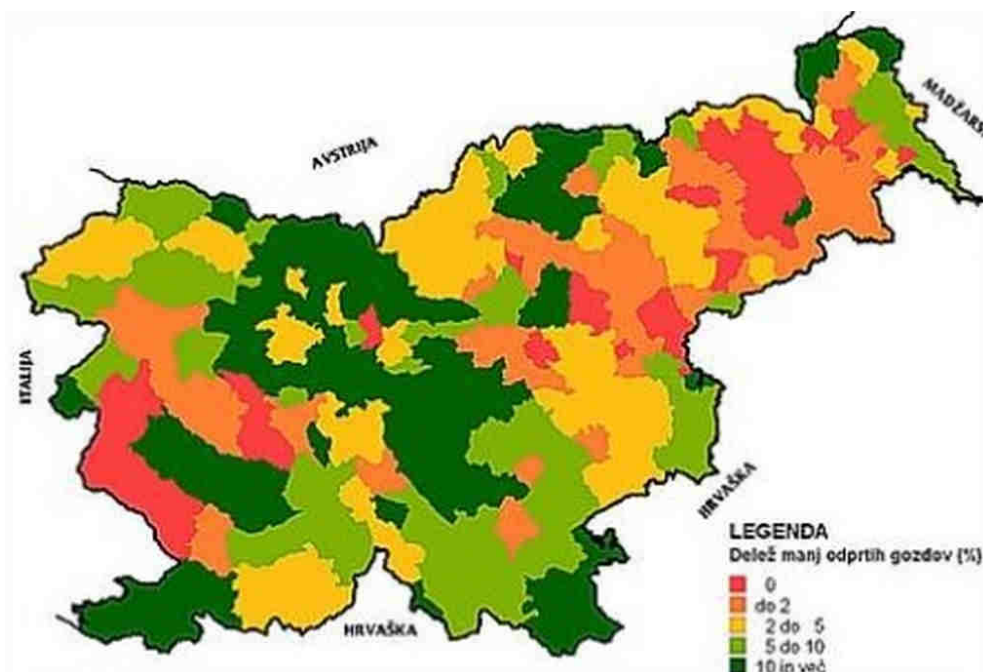 AVSTRIJA
MADŽARSKA
ITALIJA
HRVAŠKA
HRVAŠKA
LEGENDA
Delež manj odprtih gozdov (%)
0
do 2
2 do 5
5 do 10
10 in več